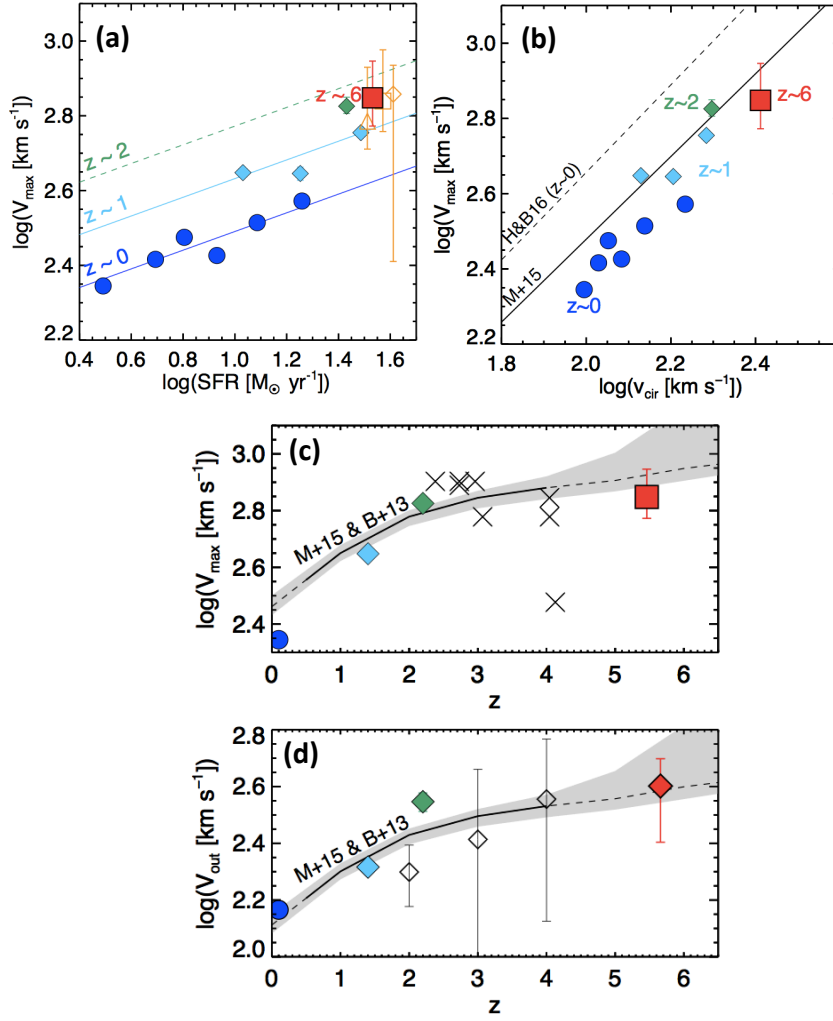 (a)
log(Vmax [km s⁻¹]
3.0
2.8
2.6
2.4
2.2
z ~ 2
z ~ 1
z ~ 0
z ~ 6
0.4 0.6 0.8 1.0 1.2 1.4 1.6
log(SFR [M☉ yr⁻¹)
(b)
log(Vmax [km s⁻¹]
3.0
2.8
2.6
2.4
2.2
H&B16 (z~0)
M+15
z~2
z~6
z~1
z~0
1.8 2.0 2.2 2.4
log(vcir [km s⁻¹]
(c)
log(Vmax [km s⁻¹])
3.0
2.8
2.6
2.4
M+15 & B+13
0 1 2 3 4 5 6
z
(d)
log(Vout [km s⁻¹])
2.8
2.6
2.4
2.2
2.0
M+15 & B+13
0 1 2 3 4 5 6
z